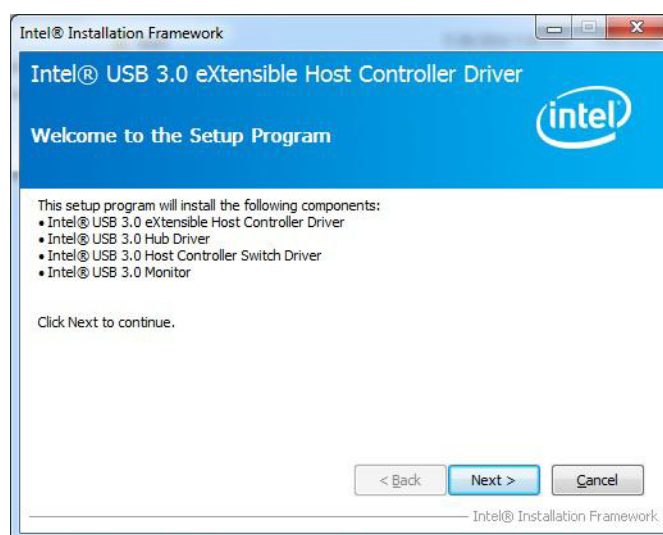 Intel® Installation Framework
Intel® USB 3.0 eXtensible Host Controller Driver
intel
Welcome to the Setup Program
This setup program will install the following components:
• Intel® USB 3.0 eXtensible Host Controller Driver
• Intel® USB 3.0 Hub Driver
• Intel® USB 3.0 Host Controller Switch Driver
• Intel® USB 3.0 Monitor
Click Next to continue.
< Back Next > Cancel
Intel® Installation Framework